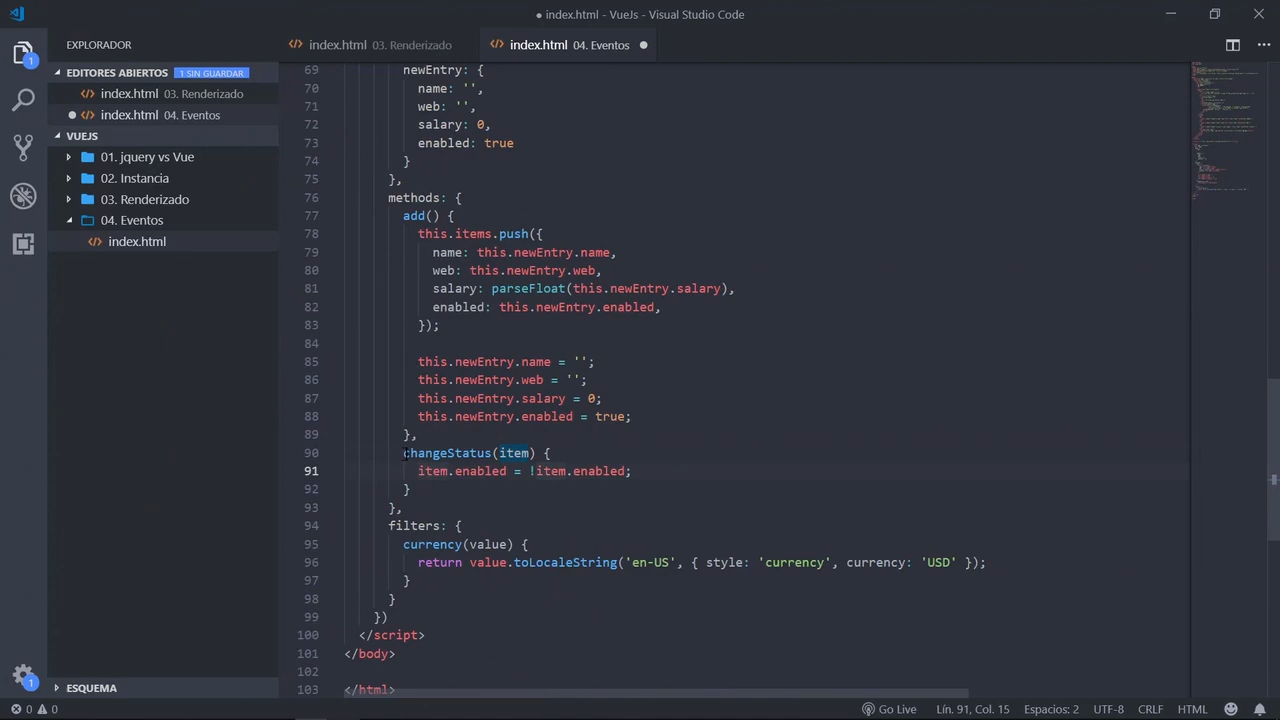 ● index.html - VueJs - Visual Studio Code
EXPLORADOR
EDITORES ABIERTOS 1 SIN GUARDAR
index.html 03. Renderizado
index.html 04. Eventos
VUEJS
01. jquery vs Vue
02. Instancia
03. Renderizado
04. Eventos
index.html
ESQUEMA
1
1
index.html 03. Renderizado
index.html 04. Eventos
69 newEntry: {
70 name: '',
71 web: '',
72 salary: 0,
73 enabled: true
74 }
75 },
76 methods: {
77 add() {
78 this.items.push({
79 name: this.newEntry.name,
80 web: this.newEntry.web,
81 salary: parseFloat(this.newEntry.salary),
82 enabled: this.newEntry.enabled,
83 });
84
85 this.newEntry.name = '';
86 this.newEntry.web = '';
87 this.newEntry.salary = 0;
88 this.newEntry.enabled = true;
89 },
90 changeStatus(item) {
91 item.enabled = !item.enabled;
92 }
93 },
94 filters: {
95 currency(value) {
96 return value.toLocaleString('en-US', { style: 'currency', currency: 'USD' });
97 }
98 }
99 })
100 </script>
101 </body>
102
103 </html>
0 0
Go Live Lín. 91, Col. 15 Espacios: 2 UTF-8 CRLF HTML